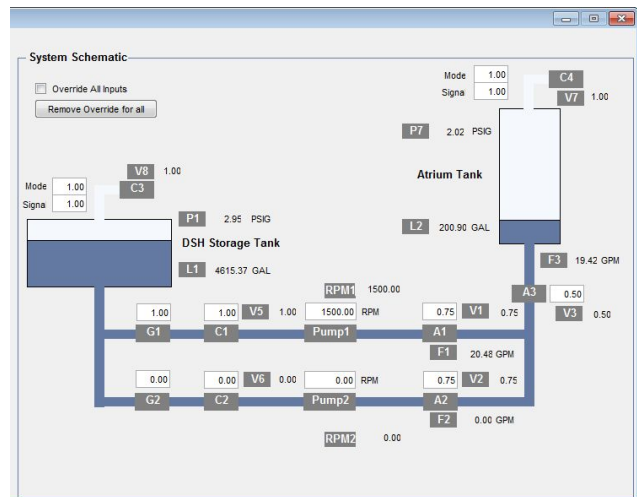 System Schematic
Override All Inputs
Remove Override for all
Mode 1.00 C4
Signa 1.00 V7 1.00
P7 2.02 PSIG
Atrium Tank
V8 1.00
Mode 1.00 C3
Signa 1.00
P1 2.95 PSIG
L2 200.90 GAL
DSH Storage Tank
L1 4615.37 GAL
F3 19.42 GPM
RPM1 1500.00
A3 0.50
V3 0.50
1.00 1.00 V5 1.00 1500.00 RPM 0.75 V1 0.75
G1 C1 Pump1 A1
F1 20.48 GPM
0.00 0.00 V6 0.00 0.00 RPM 0.75 V2 0.75
G2 C2 Pump2 A2
F2 0.00 GPM
RPM2 0.00